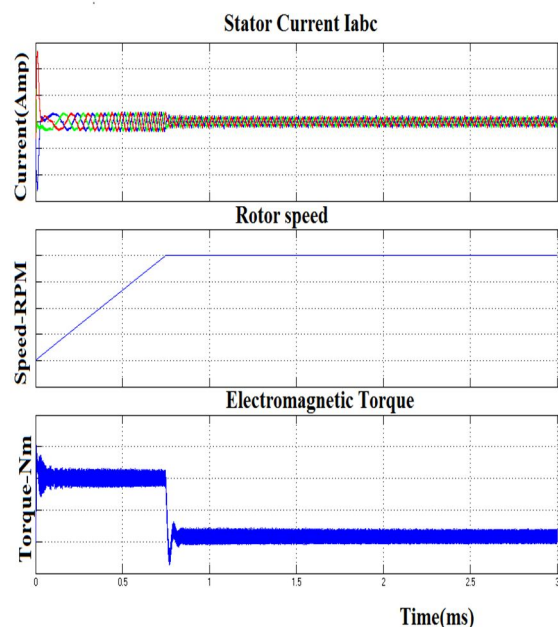 Stator Current Iabc
Current(Amp)
Rotor speed
Speed-RPM
Electromagnetic Torque
Torque-Nm
0 0.5 1 1.5 2 2.5 3
Time(ms)